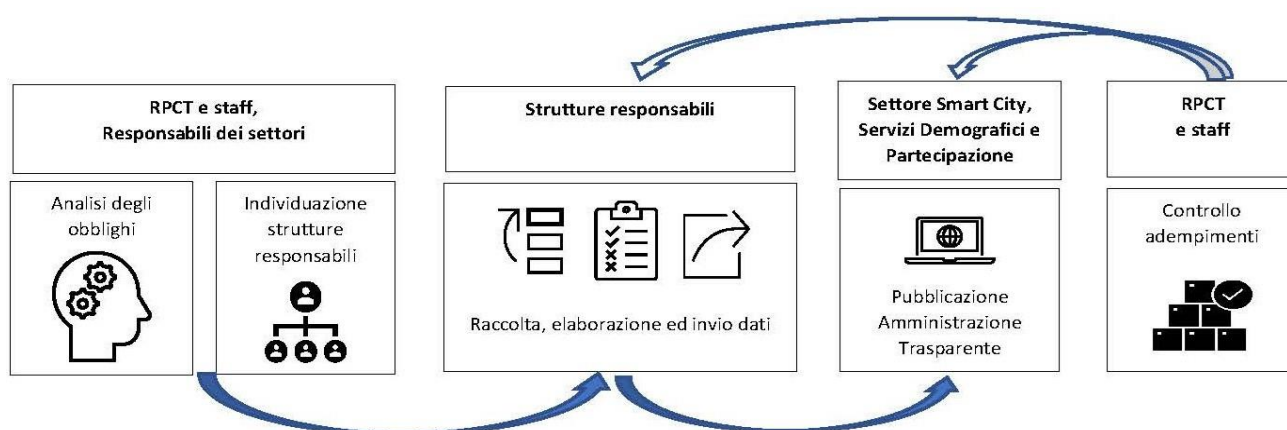 RPCT e staff,
Responsabili dei settori
Analisi degli
obblighi
Individuazione
strutture
responsabili
Strutture responsabili
Raccolta, elaborazione ed invio dati
Settore Smart City,
Servizi Demografici e
Partecipazione
Pubblicazione
Amministrazione
Trasparente
RPCT
e staff
Controllo
adempimenti